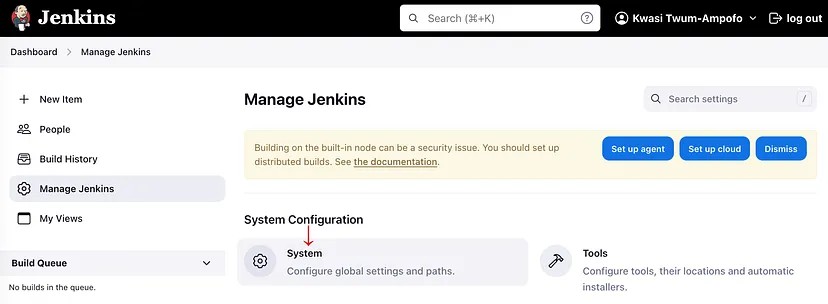 Jenkins
Search (⌘+K)
?
Kwasi Twum-Ampofo
log out
Dashboard > Manage Jenkins
New Item
People
Build History
Manage Jenkins
My Views
Build Queue
No builds in the queue.
Manage Jenkins
Search settings
/
Building on the built-in node can be a security issue. You should set up
distributed builds. See the documentation.
Set up agent
Set up cloud
Dismiss
System Configuration
System
Configure global settings and paths.
Tools
Configure tools, their locations and automatic
installers.